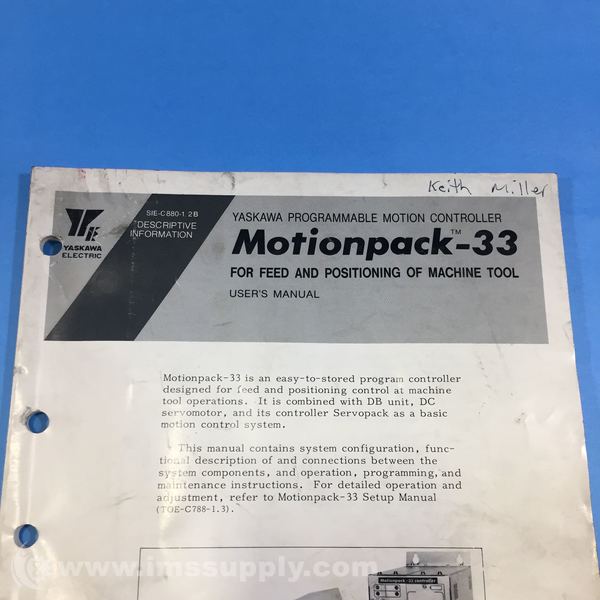 Keith Miller
SIE-C880-1.2B
DESCRIPTIVE
INFORMATION
YASKAWA
ELECTRIC
YASKAWA PROGRAMMABLE MOTION CONTROLLER
Motionpack-33™
FOR FEED AND POSITIONING OF MACHINE TOOL
USER'S MANUAL
Motionpack-33 is an easy-to-stored program controller
designed for feed and positioning control at machine
tool operations. It is combined with DB unit, DC
servomotor, and its controller Servopack as a basic
motion control system.
This manual contains system configuration, func-
tional description of and connections between the
system components, and operation, programming, and
maintenance instructions. For detailed operation and
adjustment, refer to Motionpack-33 Setup Manual
(TOE-C788-1.3).
Motionpack-33 controller
© www.imssupply.com